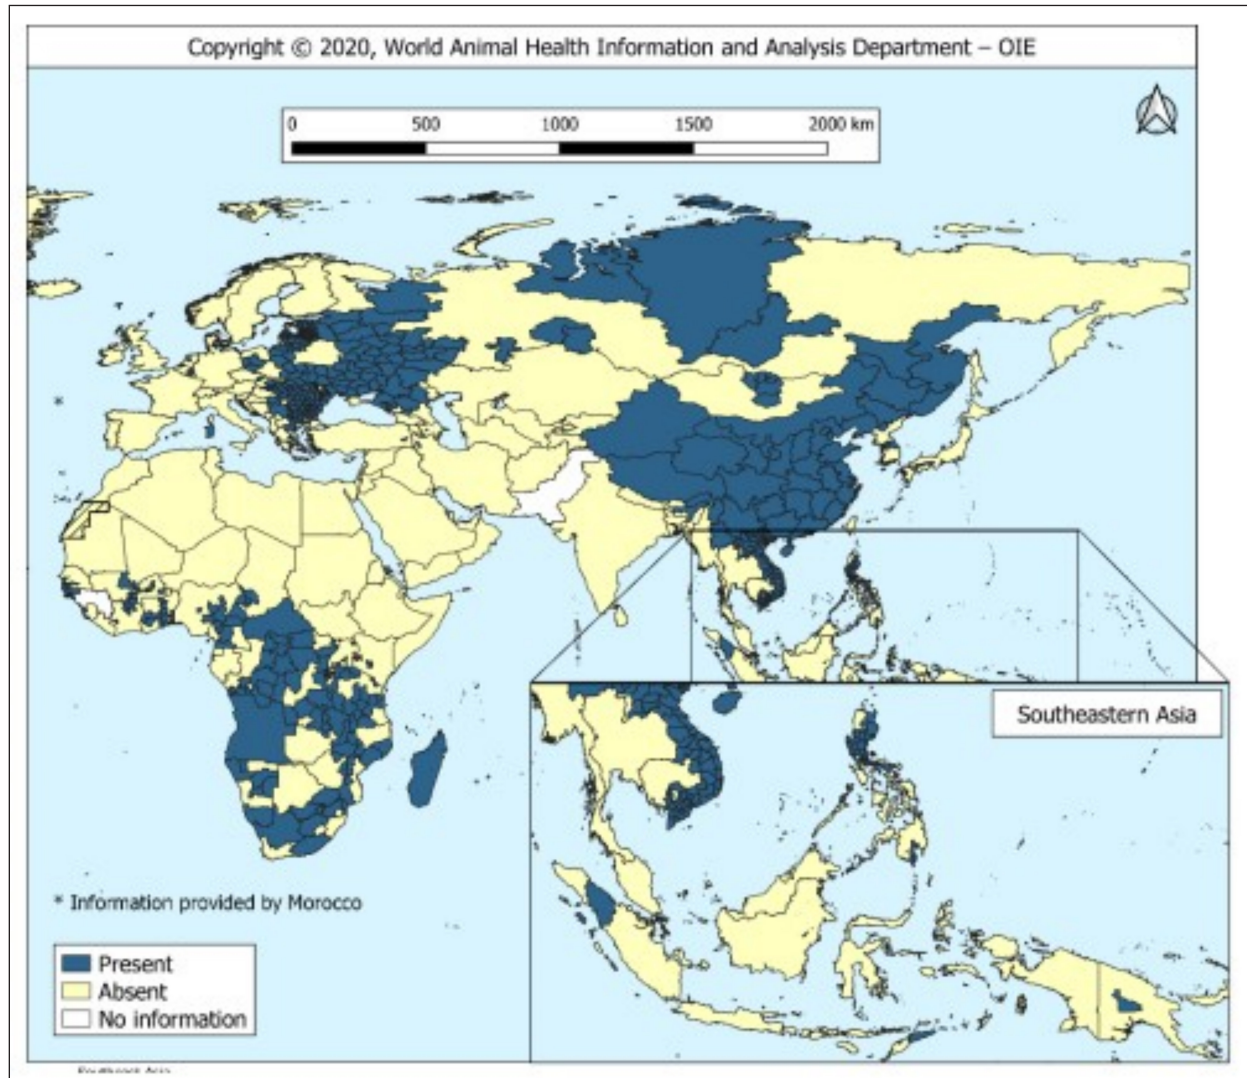 Copyright © 2020, World Animal Health Information and Analysis Department – OIE
0 500 1000 1500 2000 km
Southeastern Asia
* Information provided by Morocco
Present
Absent
No information